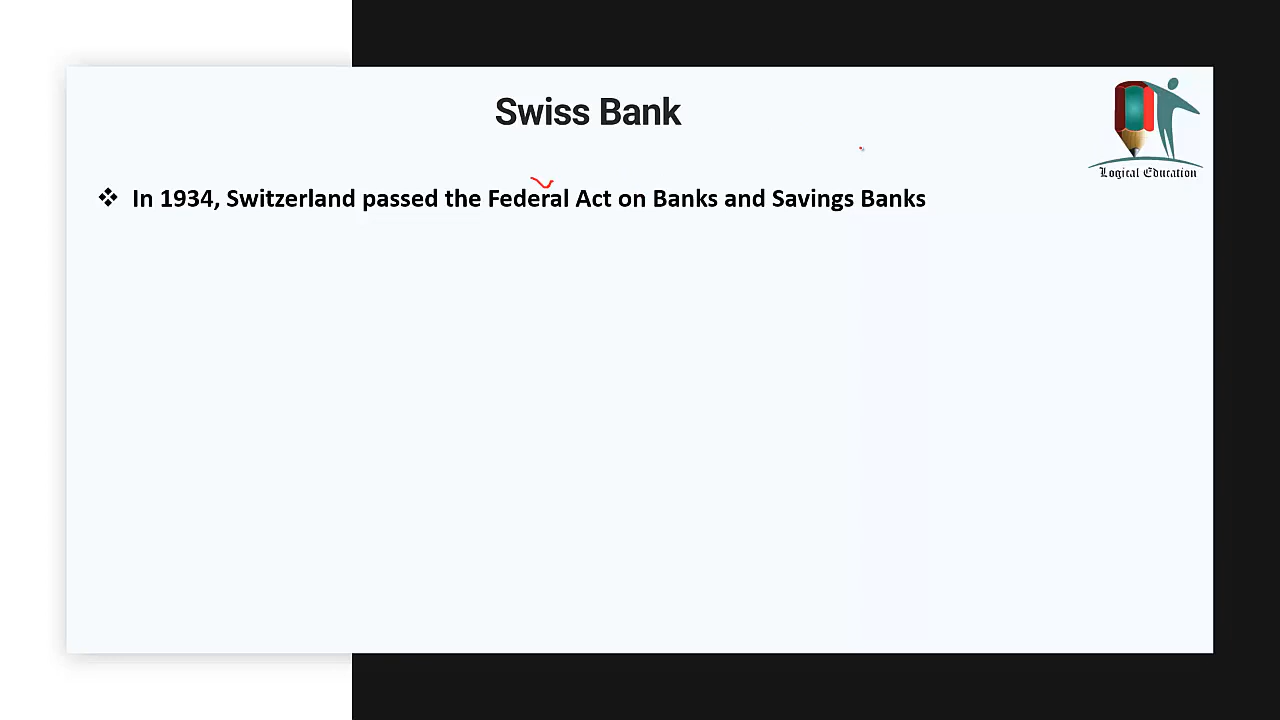 Swiss Bank
Logical Education
❖ In 1934, Switzerland passed the Federal Act on Banks and Savings Banks